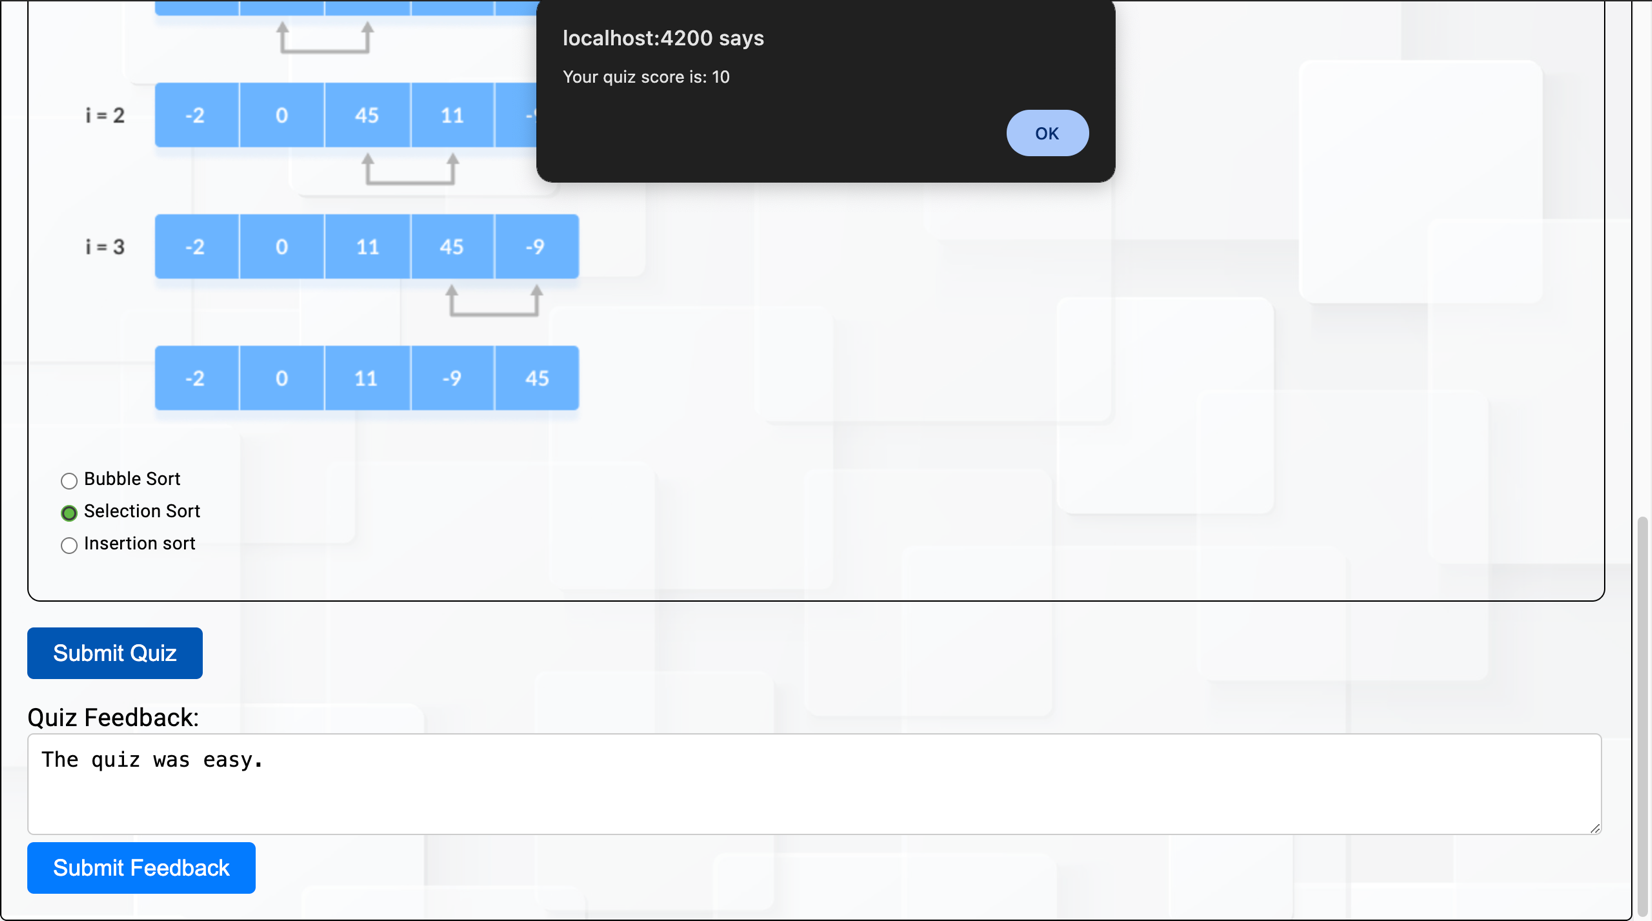 localhost:4200 says
Your quiz score is: 10
OK
i = 2 -2 0 45 11
i = 3 -2 0 11 45 -9
-2 0 11 -9 45
Bubble Sort
Selection Sort
Insertion sort
Submit Quiz
Quiz Feedback:
The quiz was easy.
Submit Feedback